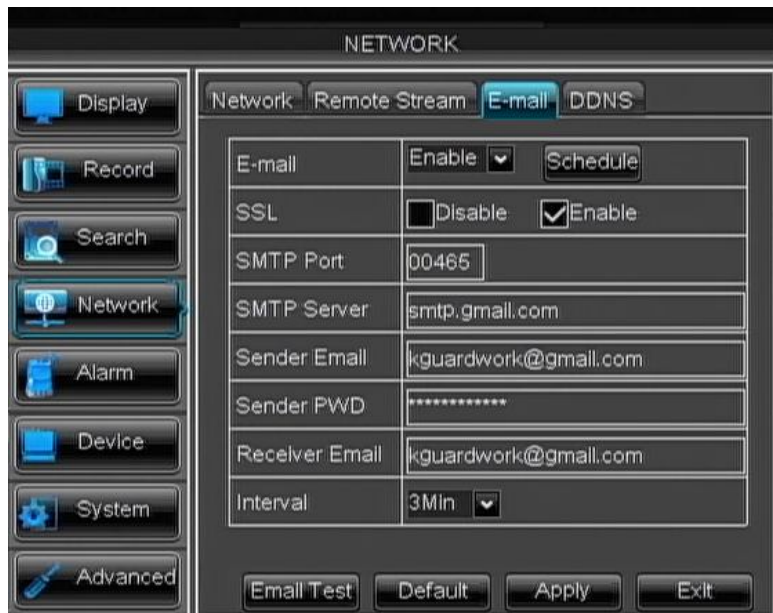 NETWORK
Display
Record
Search
Network
Alarm
Device
System
Advanced
Network Remote Stream E-mail DDNS
E-mail Enable Schedule
SSL Disable Enable
SMTP Port 00465
SMTP Server smtp.gmail.com
Sender Email kguardwork@gmail.com
Sender PWD ************
Receiver Email kguardwork@gmail.com
Interval 3Min
Email Test Default Apply Exit